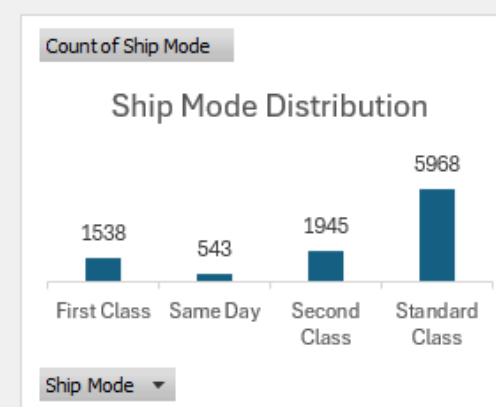 Count of Ship Mode
Ship Mode Distribution
5968
1538
543
1945
First Class
Same Day
Second
Class
Standard
Class
Ship Mode